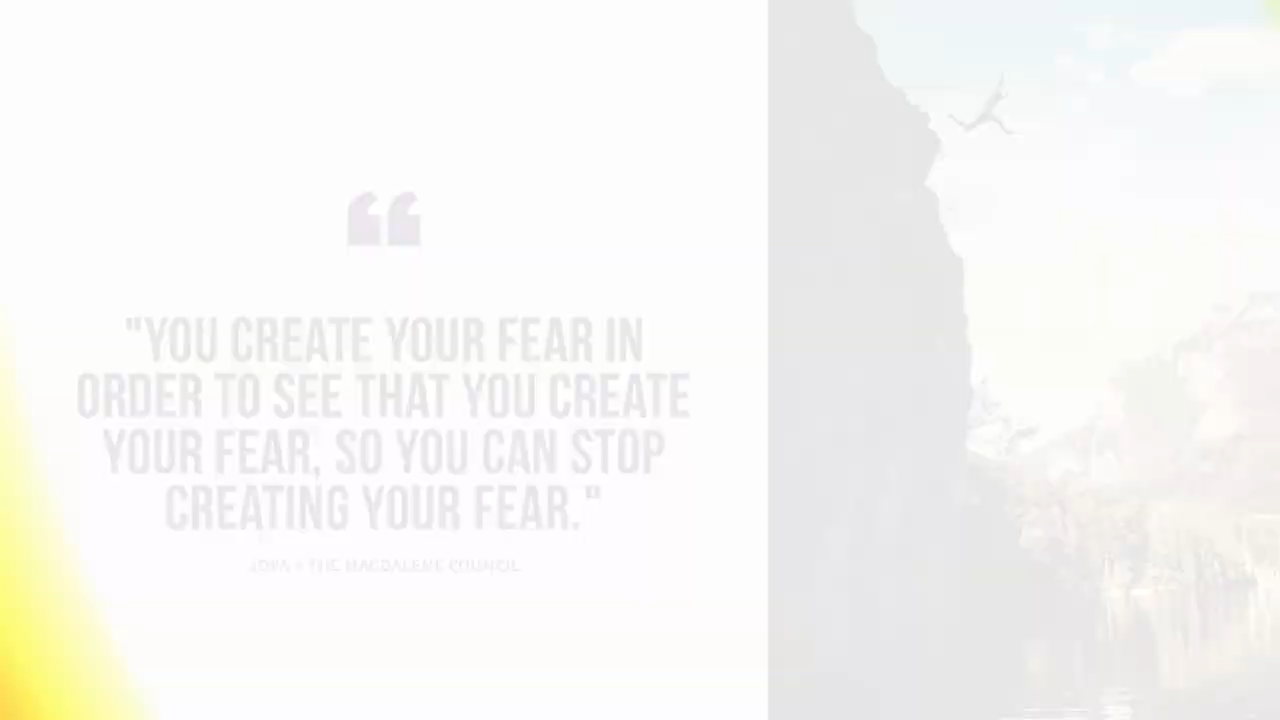 “
"YOU CREATE YOUR FEAR IN
ORDER TO SEE THAT YOU CREATE
YOUR FEAR, SO YOU CAN STOP
CREATING YOUR FEAR."
THE MAGDALENE COUNCIL